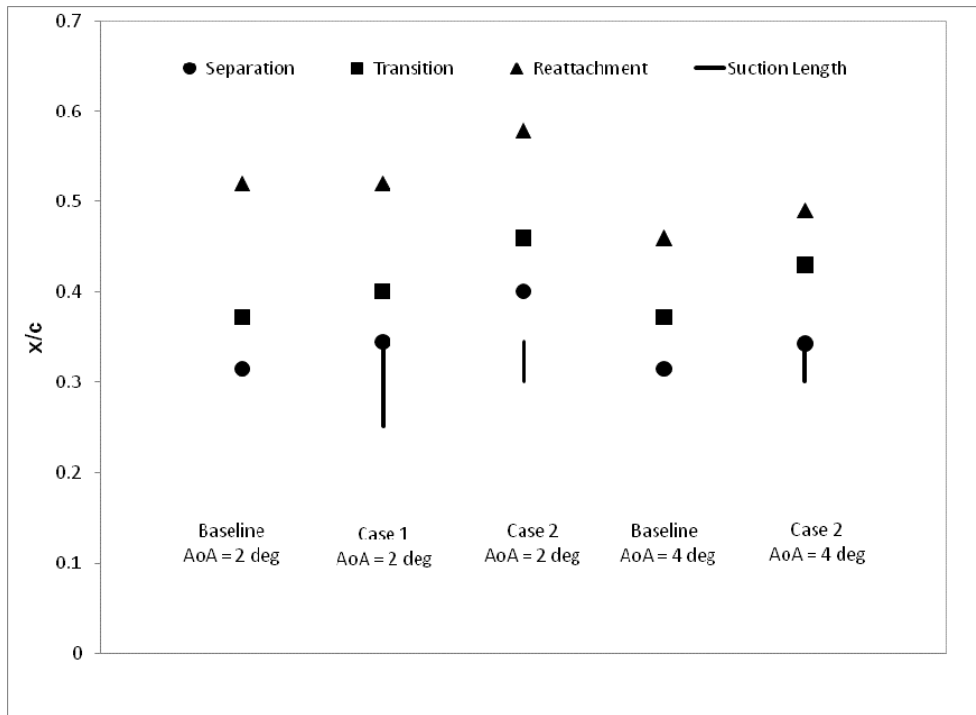 0.7
Separation Transition Reattachment Suction Length
0.6
0.5
0.4
x/c
0.3
0.2
Baseline
AoA = 2 deg
Case 1
AoA = 2 deg
Case 2
AoA = 2 deg
Baseline
AoA = 4 deg
Case 2
AoA = 4 deg
0.1
0